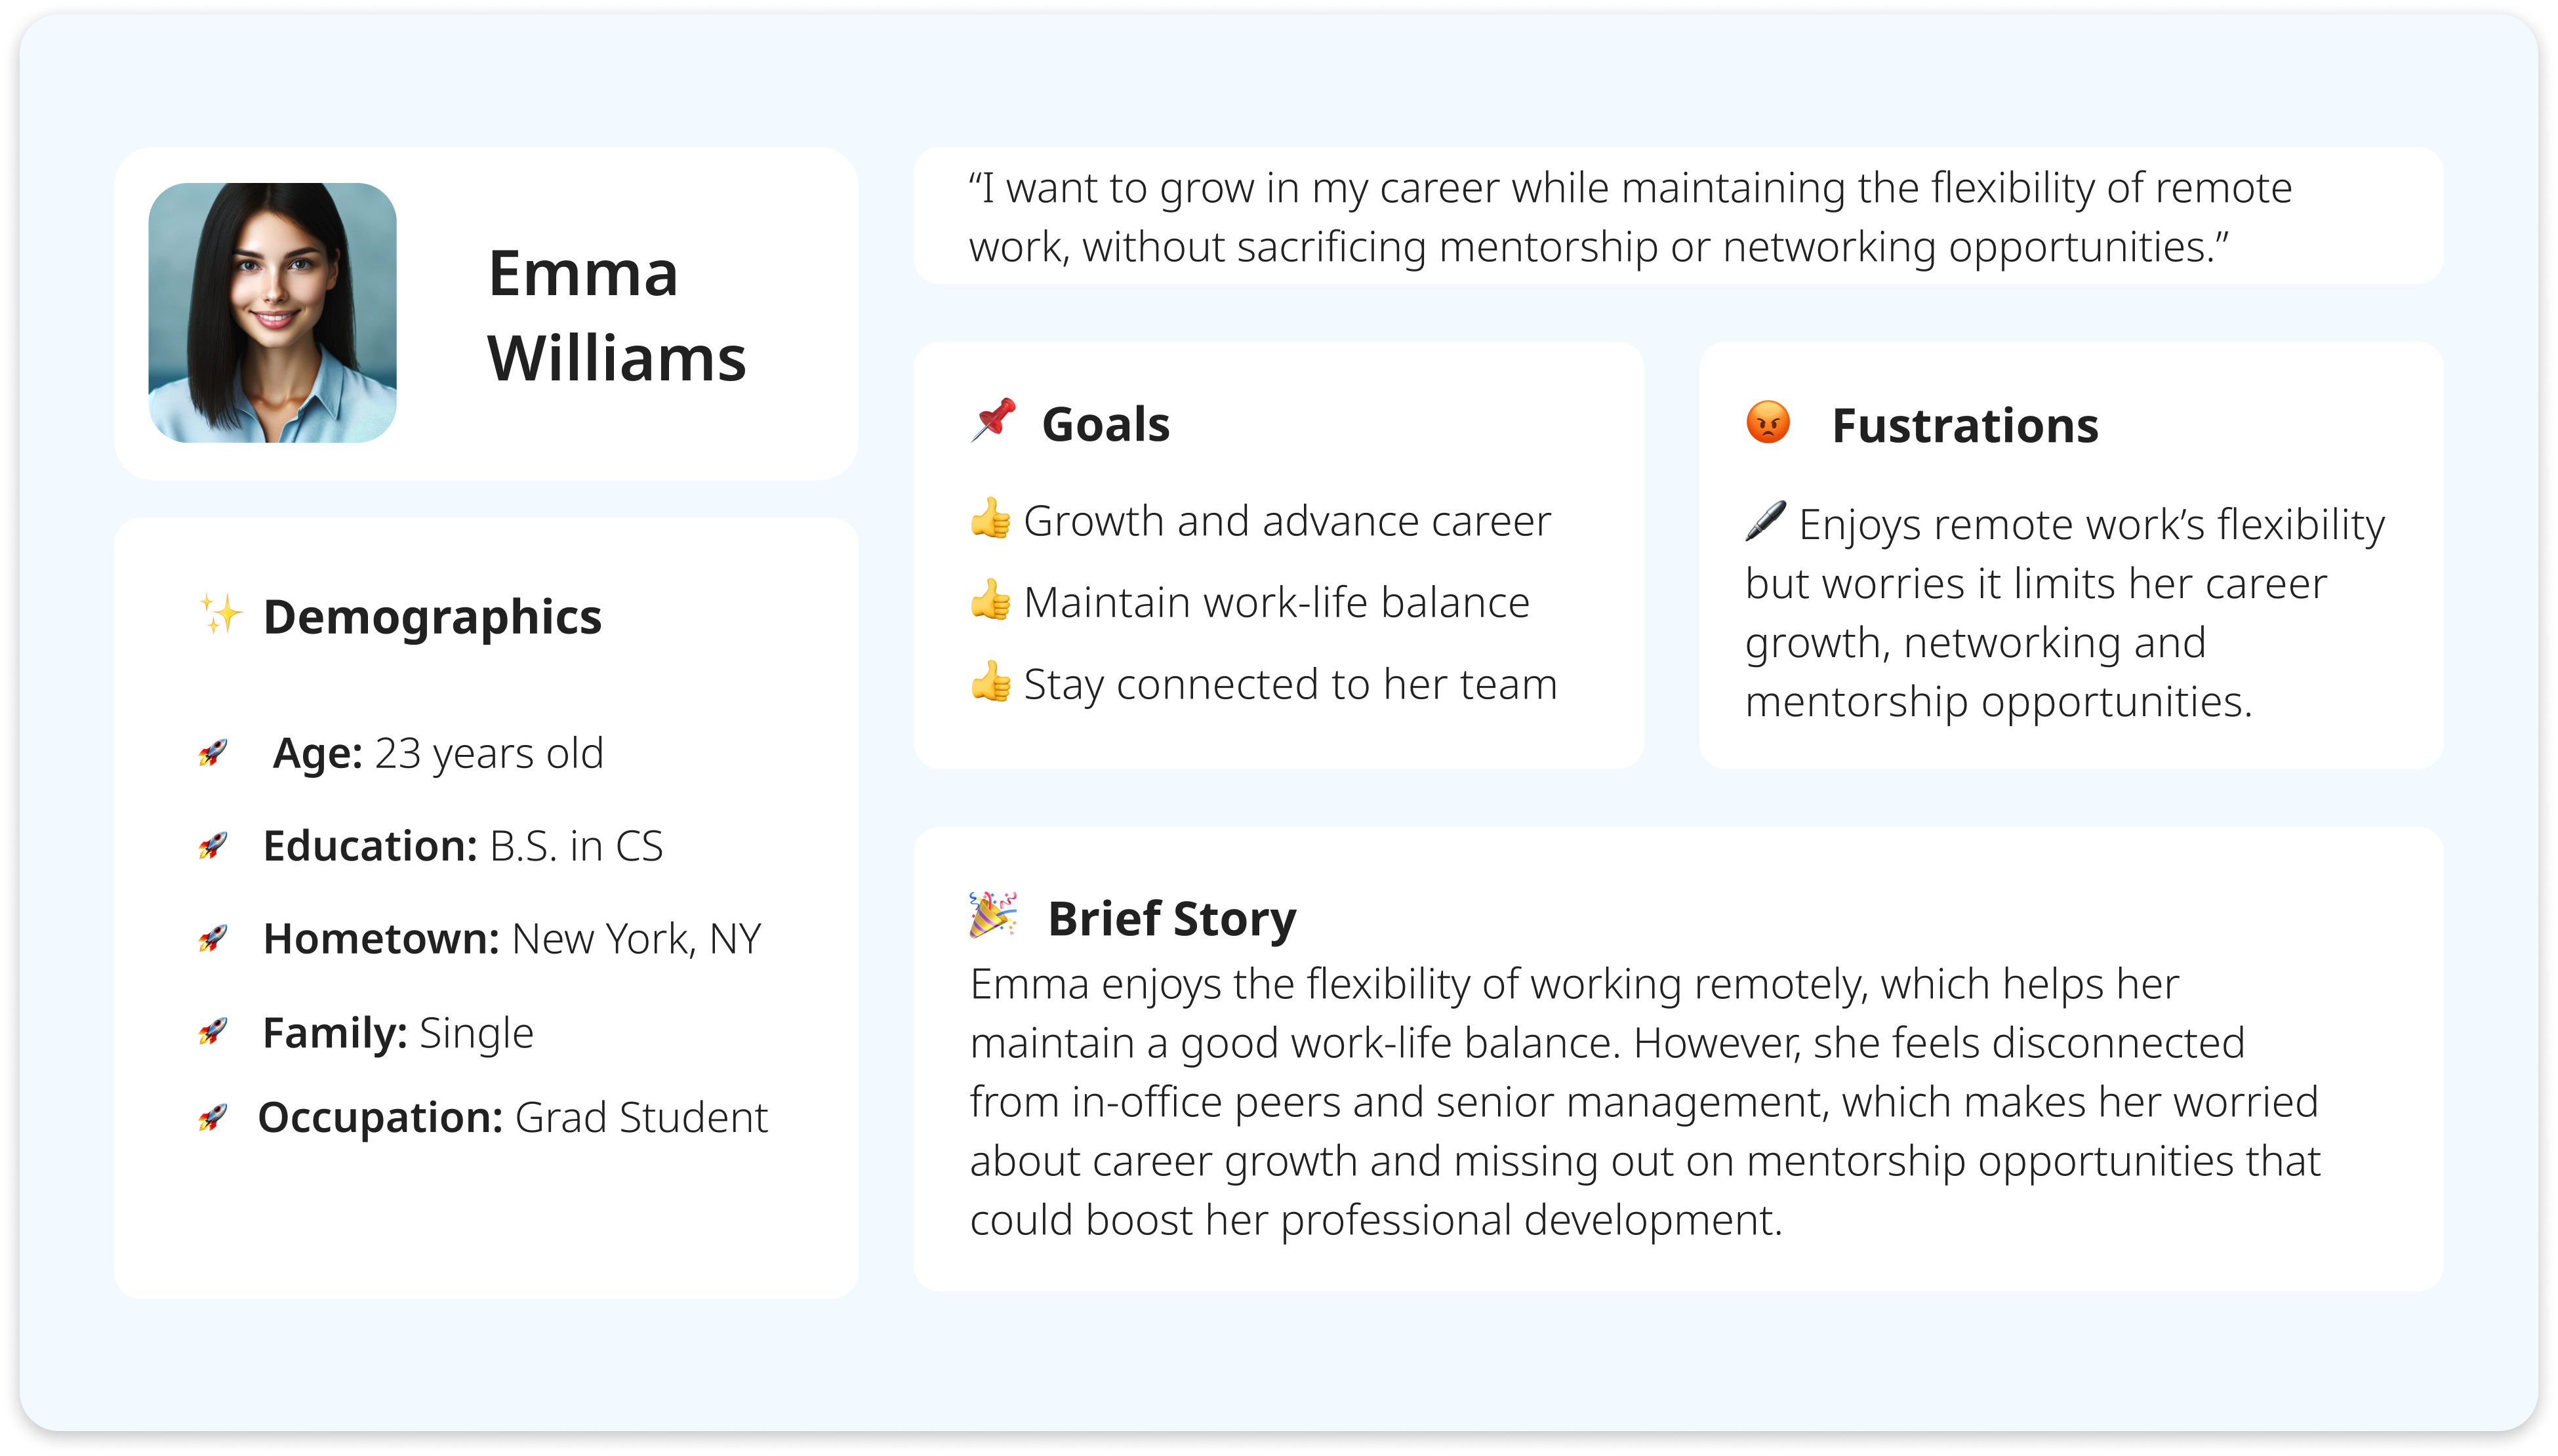 Emma
Williams
✨ Demographics
🚀 Age: 23 years old
🚀 Education: B.S. in CS
🚀 Hometown: New York, NY
🚀 Family: Single
🚀 Occupation: Grad Student
“I want to grow in my career while maintaining the flexibility of remote
work, without sacrificing mentorship or networking opportunities.”
📌 Goals
👍 Growth and advance career
👍 Maintain work-life balance
👍 Stay connected to her team
😡 Fustrations
🖋 Enjoys remote work’s flexibility
but worries it limits her career
growth, networking and
mentorship opportunities.
🎉 Brief Story
Emma enjoys the flexibility of working remotely, which helps her
maintain a good work-life balance. However, she feels disconnected
from in-office peers and senior management, which makes her worried
about career growth and missing out on mentorship opportunities that
could boost her professional development.